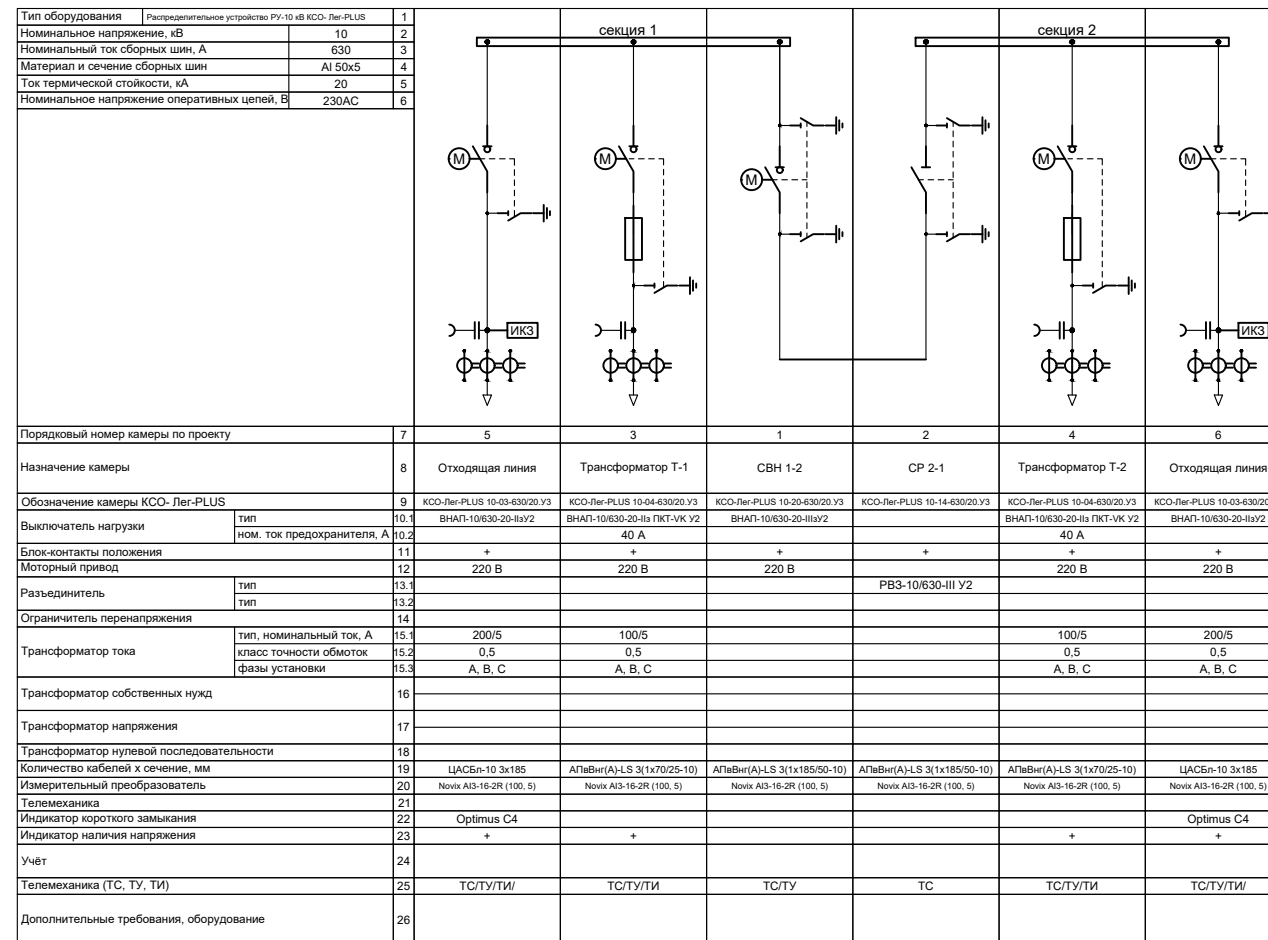 Тип оборудования Распределительное устройство РУ-10 кВ КСО- Лег-PLUS 1
Номинальное напряжение, кВ 10 2
Номинальный ток сборных шин, А 630 3
Материал и сечение сборных шин Al 50x5 4
Ток термической стойкости, кА 20 5
Номинальное напряжение оперативных цепей, В 230AC 6
секция 1 секция 2
М М М М М
ИКЗ ИКЗ
Порядковый номер камеры по проекту 7 5 3 1 2 4 6
Назначение камеры 8 Отходящая линия Трансформатор Т-1 СВН 1-2 СР 2-1 Трансформатор Т-2 Отходящая линия
Обозначение камеры КСО- Лег-PLUS 9 КСО-Лег-PLUS 10-03-630/20.У3 КСО-Лег-PLUS 10-04-630/20.У3 КСО-Лег-PLUS 10-20-630/20.У3 КСО-Лег-PLUS 10-14-630/20.У3 КСО-Лег-PLUS 10-04-630/20.У3 КСО-Лег-PLUS 10-03-630/20
Выключатель нагрузки тип 10.1 ВНАП-10/630-20-IIзУ2 ВНАП-10/630-20-IIз ПКТ-VK У2 ВНАП-10/630-20-IIIзУ2 ВНАП-10/630-20-IIз ПКТ-VK У2 ВНАП-10/630-20-IIзУ2
ном. ток предохранителя, А 10.2 40 А 40 А
Блок-контакты положения 11 + + + + + +
Моторный привод 12 220 В 220 В 220 В 220 В 220 В
Разъединитель тип 13.1 РВЗ-10/630-III У2
тип 13.2
Ограничитель перенапряжения 14
Трансформатор тока тип, номинальный ток, А 15.1 200/5 100/5 100/5 200/5
класс точности обмоток 15.2 0,5 0,5 0,5 0,5
фазы установки 15.3 А, В, С А, В, С А, В, С А, В, С
Трансформатор собственных нужд 16
Трансформатор напряжения 17
Трансформатор нулевой последовательности 18
Количество кабелей х сечение, мм 19 ЦАСБл-10 3х185 АПвВнг(А)-LS 3(1х70/25-10) АПвВнг(А)-LS 3(1х185/50-10) АПвВнг(А)-LS 3(1х185/50-10) АПвВнг(А)-LS 3(1х70/25-10) ЦАСБл-10 3х185
Измерительный преобразователь 20 Novix AI3-16-2R (100, 5) Novix AI3-16-2R (100, 5) Novix AI3-16-2R (100, 5) Novix AI3-16-2R (100, 5) Novix AI3-16-2R (100, 5) Novix AI3-16-2R (100, 5)
Телемеханика 21
Индикатор короткого замыкания 22 Optimus C4 Optimus C4
Индикатор наличия напряжения 23 + + + +
Учёт 24
Телемеханика (ТС, ТУ, ТИ) 25 ТС/ТУ/ТИ/ ТС/ТУ/ТИ ТС/ТУ ТС ТС/ТУ/ТИ ТС/ТУ/ТИ/
Дополнительные требования, оборудование 26